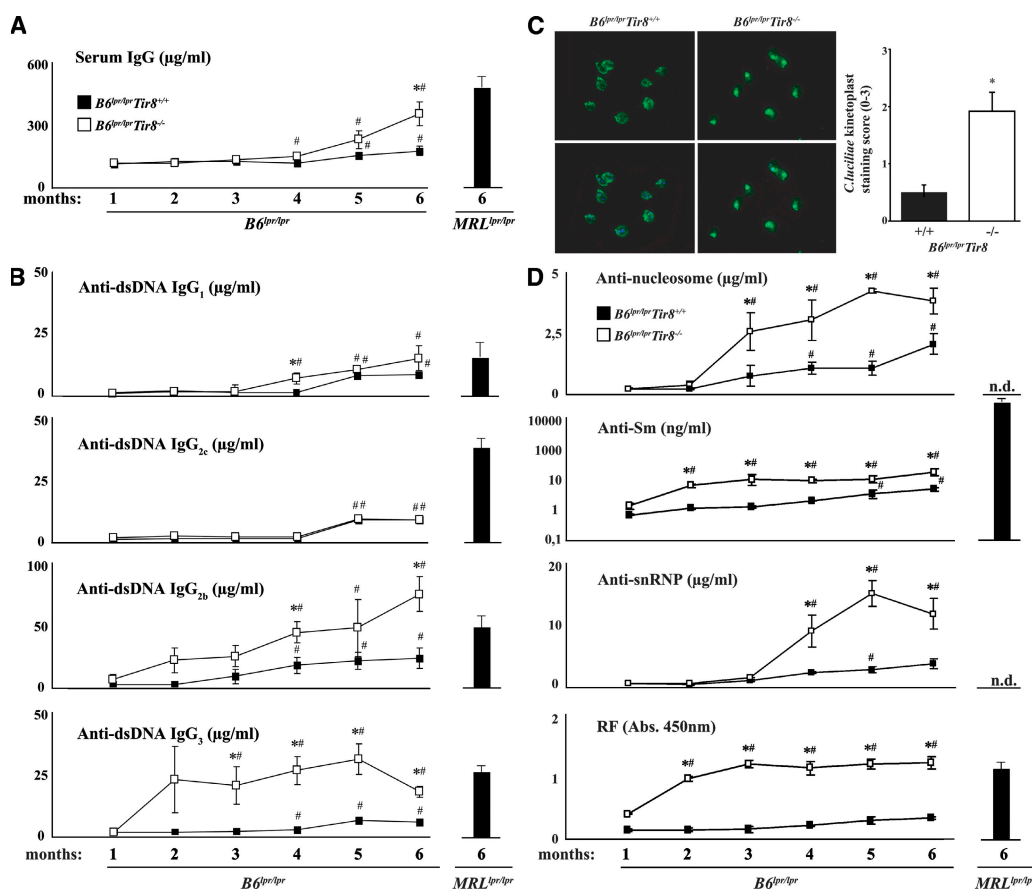 A
Serum IgG (µg/ml)
600
300
0
B6lpr/lprTir8+/+
B6lpr/lprTir8-/-
# # # *# #
months: 1 2 3 4 5 6 6
B6lpr/lpr MRLlpr/lpr
C
B6lpr/lprTir8+/+ B6lpr/lprTir8-/-
C.luciliae kinetoplast
staining score (0-3)
3
2
1
0
*
+/+ -/-
B6lpr/lprTir8
B
Anti-dsDNA IgG1 (µg/ml)
50
25
0
*# # # # #
Anti-dsDNA IgG2c (µg/ml)
50
25
0
# # # #
Anti-dsDNA IgG2b (µg/ml)
100
50
0
*# # # # *# #
Anti-dsDNA IgG3 (µg/ml)
50
25
0
*# *# # *# # *# #
months: 1 2 3 4 5 6 6
B6lpr/lpr MRLlpr/lpr
D
Anti-nucleosome (µg/ml)
5
2,5
0
B6lpr/lprTir8+/+
B6lpr/lprTir8-/-
*# *# # *# # *# #
n.d.
Anti-Sm (ng/ml)
10000
1000
10
1
0,1
*# *# *# *# # *# #
Anti-snRNP (µg/ml)
20
10
0
*# *# # *#
n.d.
RF (Abs. 450nm)
2
1
0
*# *# *# *# *#
months: 1 2 3 4 5 6 6
B6lpr/lpr MRLlpr/lp